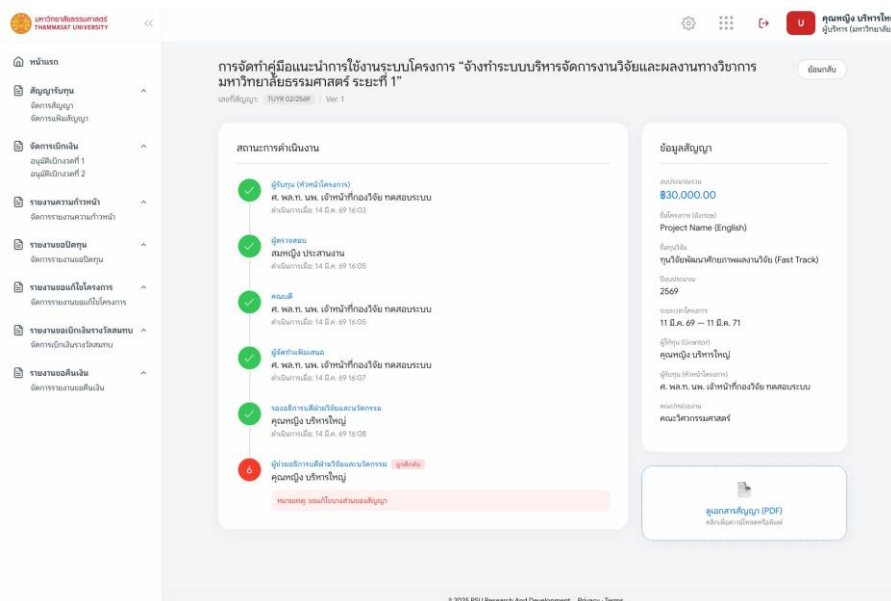 มหาวิทยาลัยธรรมศาสตร์
THAMMASAT UNIVERSITY
U
คุณหญิง บริหารใหญ่
ผู้บริหาร (มหาวิทยาลัย
หน้าแรก
สัญญารับทุน
จัดการสัญญา
จัดการแฟ้มสัญญา
จัดการเบิกเงิน
อนุมัติเบิกงวดที่ 1
อนุมัติเบิกงวดที่ 2
รายงานความก้าวหน้า
จัดการรายงานความก้าวหน้า
รายงานขอปิดทุน
จัดการรายงานขอปิดทุน
รายงานขอแก้ไขโครงการ
จัดการรายงานขอแก้ไขโครงการ
รายงานขอเบิกเงินรางวัลสมทบ
จัดการเบิกเงินรางวัลสมทบ
รายงานขอคืนเงิน
จัดการรายงานขอคืนเงิน
การจัดทำคู่มือแนะนำการใช้งานระบบโครงการ “จ้างทำระบบบริหารจัดการงานวิจัยและผลงานทางวิชาการ
มหาวิทยาลัยธรรมศาสตร์ ระยะที่ 1”
ย้อนกลับ
เลขที่สัญญา: TUYR 02/2569 Ver. 1
สถานะการดำเนินงาน
ผู้รับทุน (หัวหน้าโครงการ)
ศ. พล.ท. นพ. เจ้าหน้าที่กองวิจัย ทดสอบระบบ
ดำเนินการเมื่อ: 14 มี.ค. 69 16:03
ผู้ตรวจสอบ
สมหญิง ประสานงาน
ดำเนินการเมื่อ: 14 มี.ค. 69 16:05
คณบดี
ศ. พล.ท. นพ. เจ้าหน้าที่กองวิจัย ทดสอบระบบ
ดำเนินการเมื่อ: 14 มี.ค. 69 16:05
ผู้จัดทำแฟ้มเสนอ
ศ. พล.ท. นพ. เจ้าหน้าที่กองวิจัย ทดสอบระบบ
ดำเนินการเมื่อ: 14 มี.ค. 69 16:07
รองอธิการบดีฝ่ายวิจัยและนวัตกรรม
คุณหญิง บริหารใหญ่
ดำเนินการเมื่อ: 14 มี.ค. 69 16:08
6
ผู้ช่วยอธิการบดีฝ่ายวิจัยและนวัตกรรม ถูกตีกลับ
คุณหญิง บริหารใหญ่
หมายเหตุ: ขอแก้ไขบางส่วนของสัญญา
ข้อมูลสัญญา
งบประมาณรวม
฿30,000.00
ชื่อโครงการ (อังกฤษ)
Project Name (English)
ชื่อทุนวิจัย
ทุนวิจัยพัฒนาศักยภาพผลงานวิจัย (Fast Track)
ปีงบประมาณ
2569
ระยะเวลาโครงการ
11 มี.ค. 69 — 11 มี.ค. 71
ผู้ให้ทุน (Grantor)
คุณหญิง บริหารใหญ่
ผู้รับทุน (หัวหน้าโครงการ)
ศ. พล.ท. นพ. เจ้าหน้าที่กองวิจัย ทดสอบระบบ
คณะ/หน่วยงาน
คณะวิศวกรรมศาสตร์
ดูเอกสารสัญญา (PDF)
คลิกเพื่อดาวน์โหลดหรือพิมพ์
© 2025 PSU Research And Development Privacy · Terms